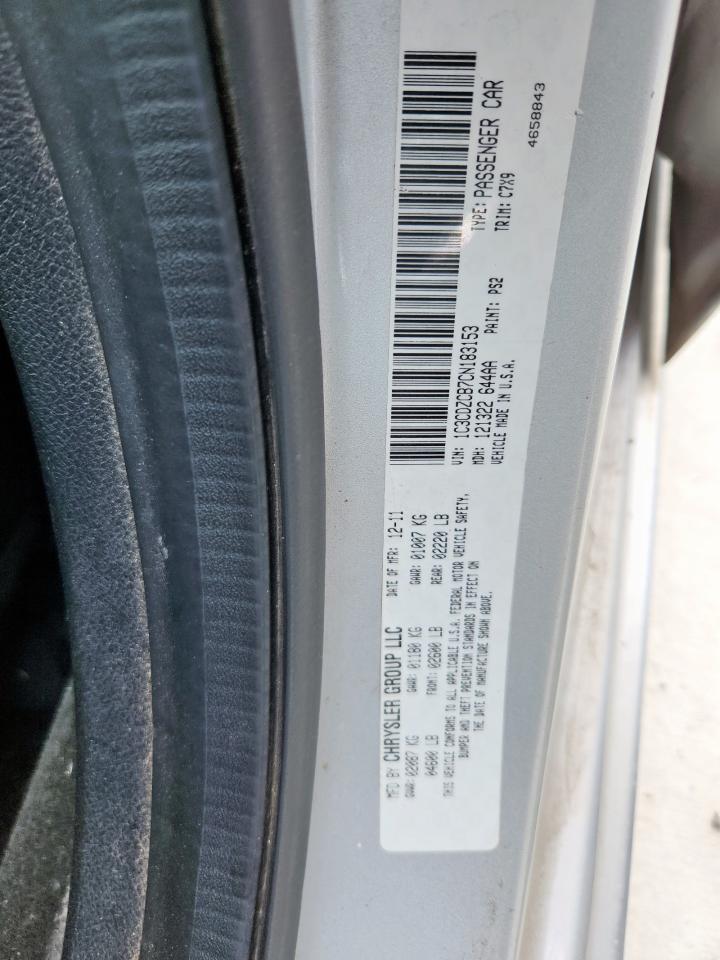 MFD BY CHRYSLER GROUP LLC DATE OF MFR: 12-11
GVWR: 02087 KG GAWR: 01180 KG GAWR: 01007 KG
04600 LB FRONT: 02600 LB REAR: 02220 LB
THIS VEHICLE CONFORMS TO ALL APPLICABLE U.S.A. FEDERAL MOTOR VEHICLE SAFETY,
BUMPER AND THEFT PREVENTION STANDARDS IN EFFECT ON
THE DATE OF MANUFACTURE SHOWN ABOVE.
VIN: 1C3CDZCB7CN183153 TYPE: PASSENGER CAR
MDH: 121322 644AA PAINT: PS2 TRIM: C7X9
VEHICLE MADE IN U.S.A.
4658843